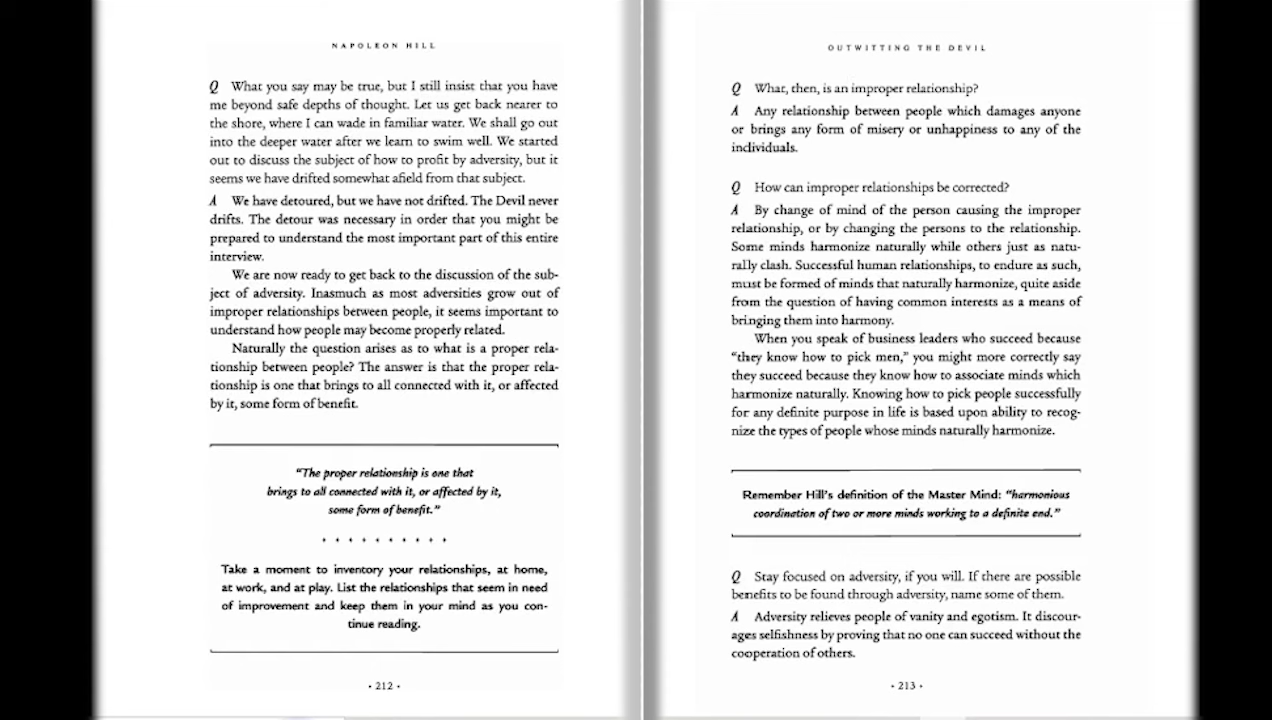 NAPOLEON HILL
Q What you say may be true, but I still insist that you have
me beyond safe depths of thought. Let us get back nearer to
the shore, where I can wade in familiar water. We shall go out
into the deeper water after we learn to swim well. We started
out to discuss the subject of how to profit by adversity, but it
seems we have drifted somewhat afield from that subject.
A We have detoured, but we have not drifted. The Devil never
drifts. The detour was necessary in order that you might be
prepared to understand the most important part of this entire
interview.
We are now ready to get back to the discussion of the sub-
ject of adversity. Inasmuch as most adversities grow out of
improper relationships between people, it seems important to
understand how people may become properly related.
Naturally the question arises as to what is a proper rela-
tionship between people? The answer is that the proper rela-
tionship is one that brings to all connected with it, or affected
by it, some form of benefit.
"The proper relationship is one that
brings to all connected with it, or affected by it,
some form of benefit."
Take a moment to inventory your relationships, at home,
at work, and at play. List the relationships that seem in need
of improvement and keep them in your mind as you con-
tinue reading.
• 212 •
OUTWITTING THE DEVIL
Q What, then, is an improper relationship?
A Any relationship between people which damages anyone
or brings any form of misery or unhappiness to any of the
individuals.
Q How can improper relationships be corrected?
A By change of mind of the person causing the improper
relationship, or by changing the persons to the relationship.
Some minds harmonize naturally while others just as natu-
rally clash. Successful human relationships, to endure as such,
must be formed of minds that naturally harmonize, quite aside
from the question of having common interests as a means of
bringing them into harmony.
When you speak of business leaders who succeed because
"they know how to pick men," you might more correctly say
they succeed because they know how to associate minds which
harmonize naturally. Knowing how to pick people successfully
for any definite purpose in life is based upon ability to recog-
nize the types of people whose minds naturally harmonize.
Remember Hill's definition of the Master Mind: "harmonious
coordination of two or more minds working to a definite end."
Q Stay focused on adversity, if you will. If there are possible
benefits to be found through adversity, name some of them.
A Adversity relieves people of vanity and egotism. It discour-
ages selfishness by proving that no one can succeed without the
cooperation of others.
• 213 •